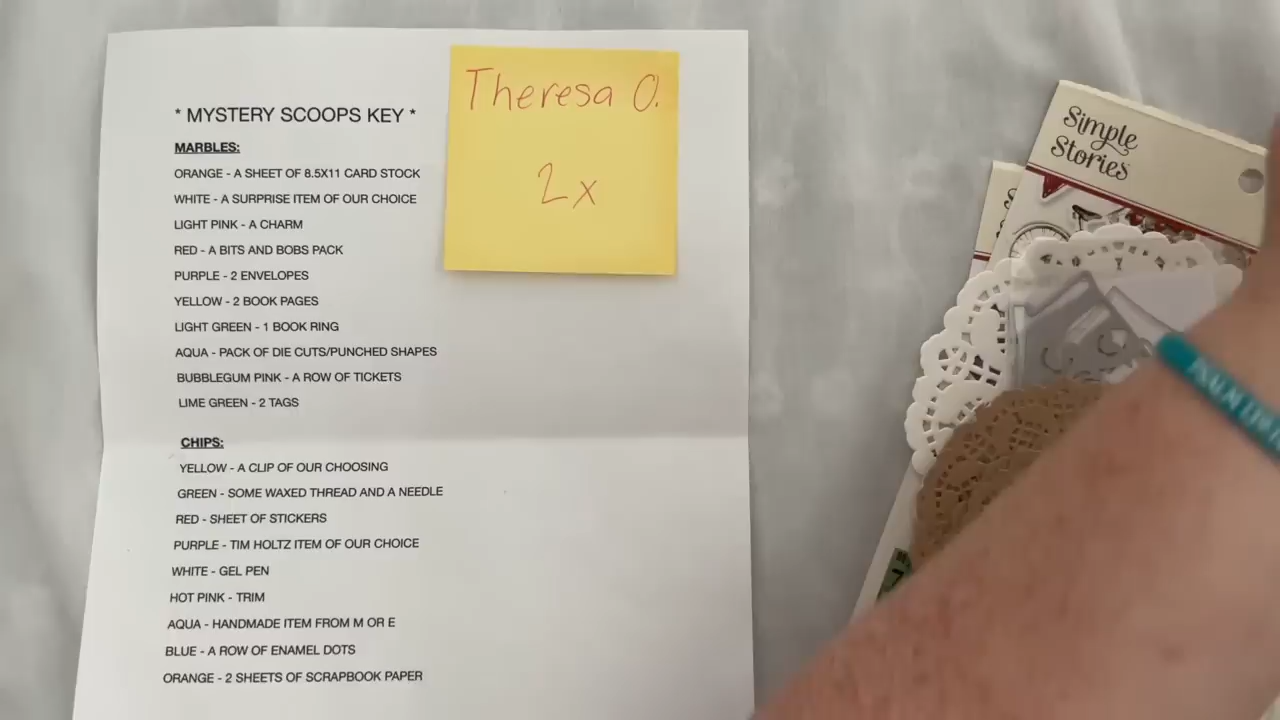 * MYSTERY SCOOPS KEY *
MARBLES:
ORANGE - A SHEET OF 8.5X11 CARD STOCK
WHITE - A SURPRISE ITEM OF OUR CHOICE
LIGHT PINK - A CHARM
RED - A BITS AND BOBS PACK
PURPLE - 2 ENVELOPES
YELLOW - 2 BOOK PAGES
LIGHT GREEN - 1 BOOK RING
AQUA - PACK OF DIE CUTS/PUNCHED SHAPES
BUBBLEGUM PINK - A ROW OF TICKETS
LIME GREEN - 2 TAGS
CHIPS:
YELLOW - A CLIP OF OUR CHOOSING
GREEN - SOME WAXED THREAD AND A NEEDLE
RED - SHEET OF STICKERS
PURPLE - TIM HOLTZ ITEM OF OUR CHOICE
WHITE - GEL PEN
HOT PINK - TRIM
AQUA - HANDMADE ITEM FROM M OR E
BLUE - A ROW OF ENAMEL DOTS
ORANGE - 2 SHEETS OF SCRAPBOOK PAPER
Theresa O.
2x
Simple
Stories
7